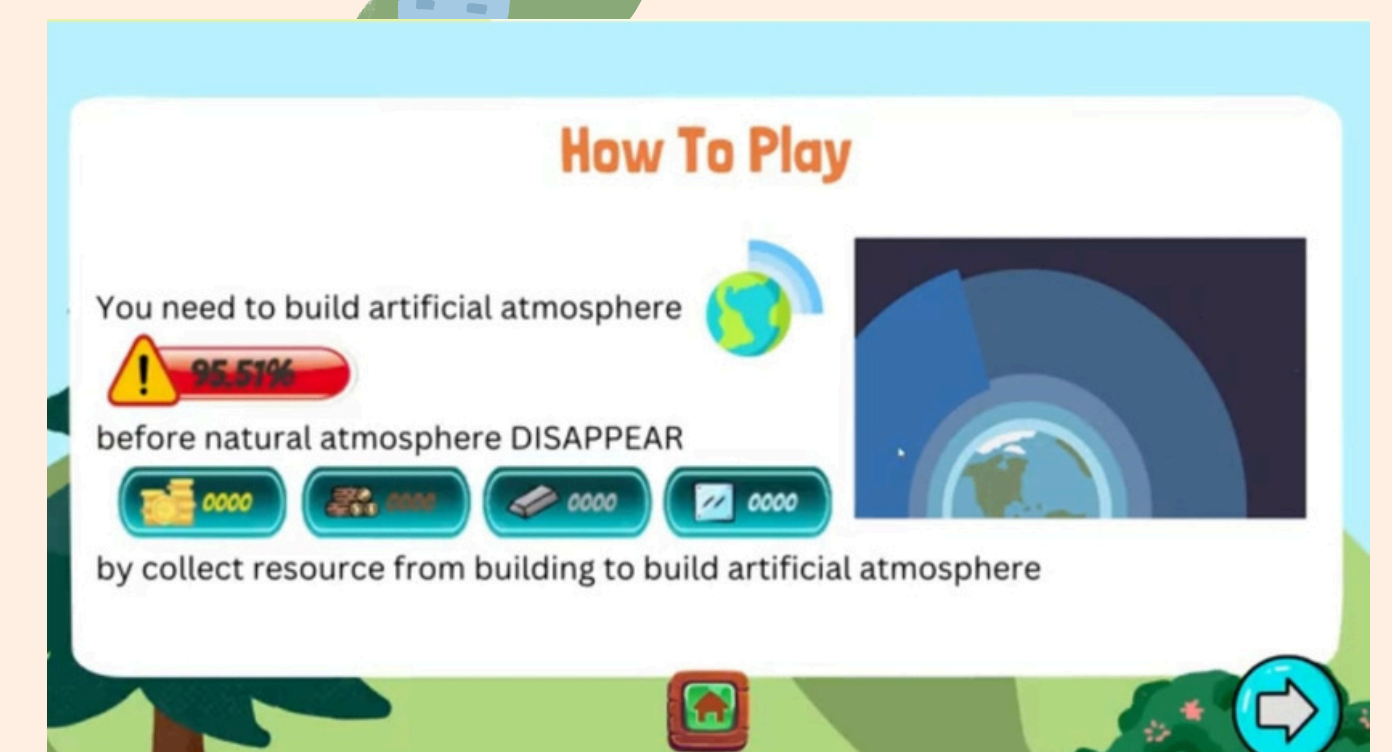 How To Play
You need to build artificial atmosphere
95.51%
before natural atmosphere DISAPPEAR
0000 0000 0000 0000
by collect resource from building to build artificial atmosphere